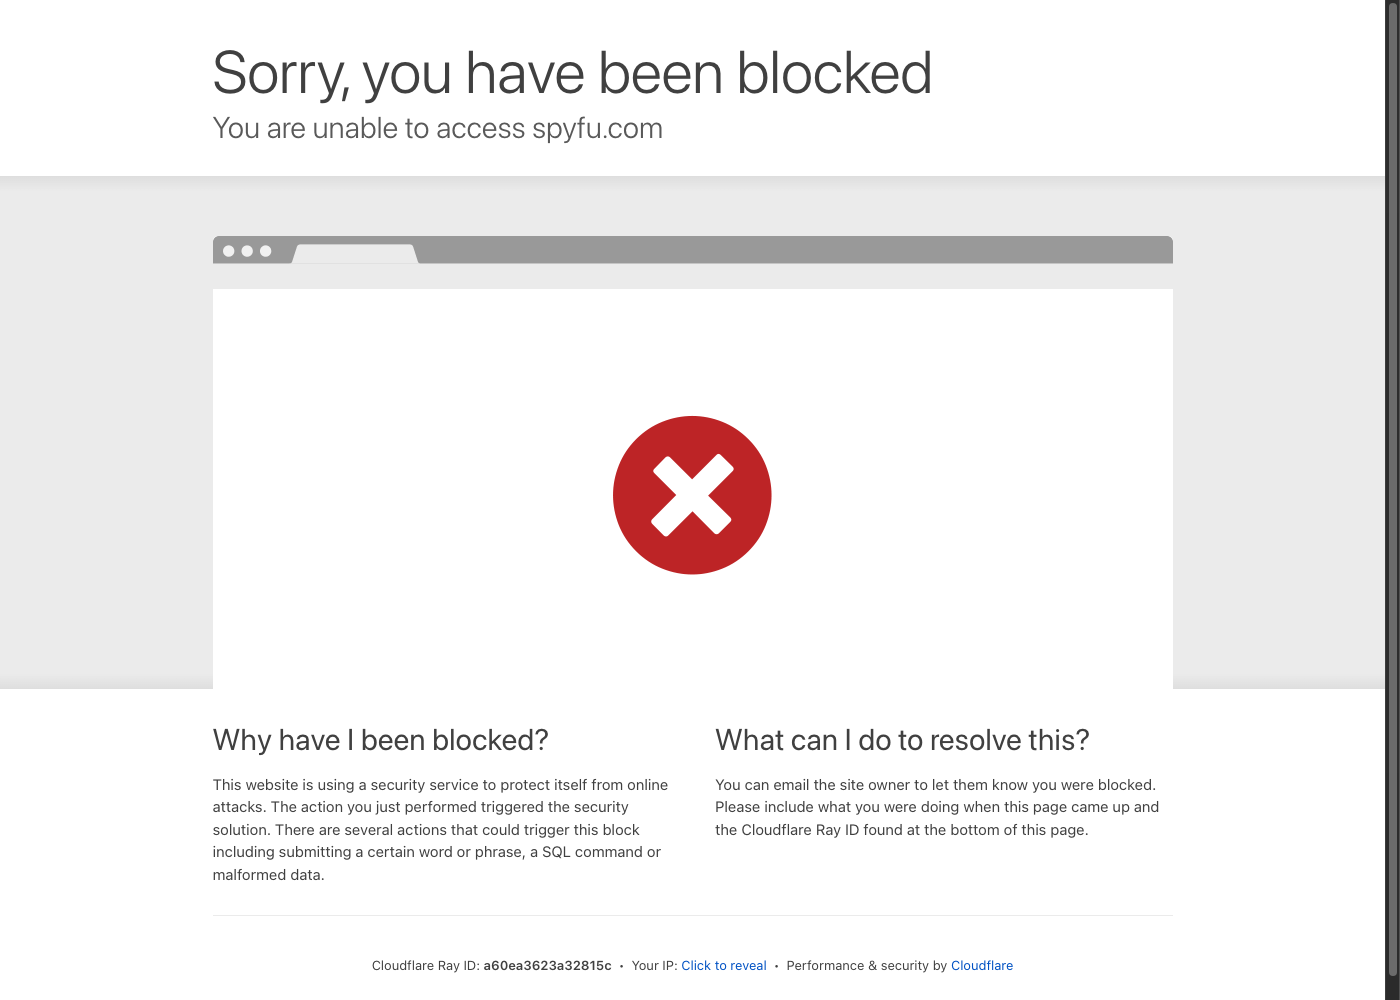 Sorry, you have been blocked
You are unable to access spyfu.com
Why have I been blocked?
This website is using a security service to protect itself from online
attacks. The action you just performed triggered the security
solution. There are several actions that could trigger this block
including submitting a certain word or phrase, a SQL command or
malformed data.
What can I do to resolve this?
You can email the site owner to let them know you were blocked.
Please include what you were doing when this page came up and
the Cloudflare Ray ID found at the bottom of this page.
Cloudflare Ray ID: a60ea3623a32815c • Your IP: Click to reveal • Performance & security by Cloudflare